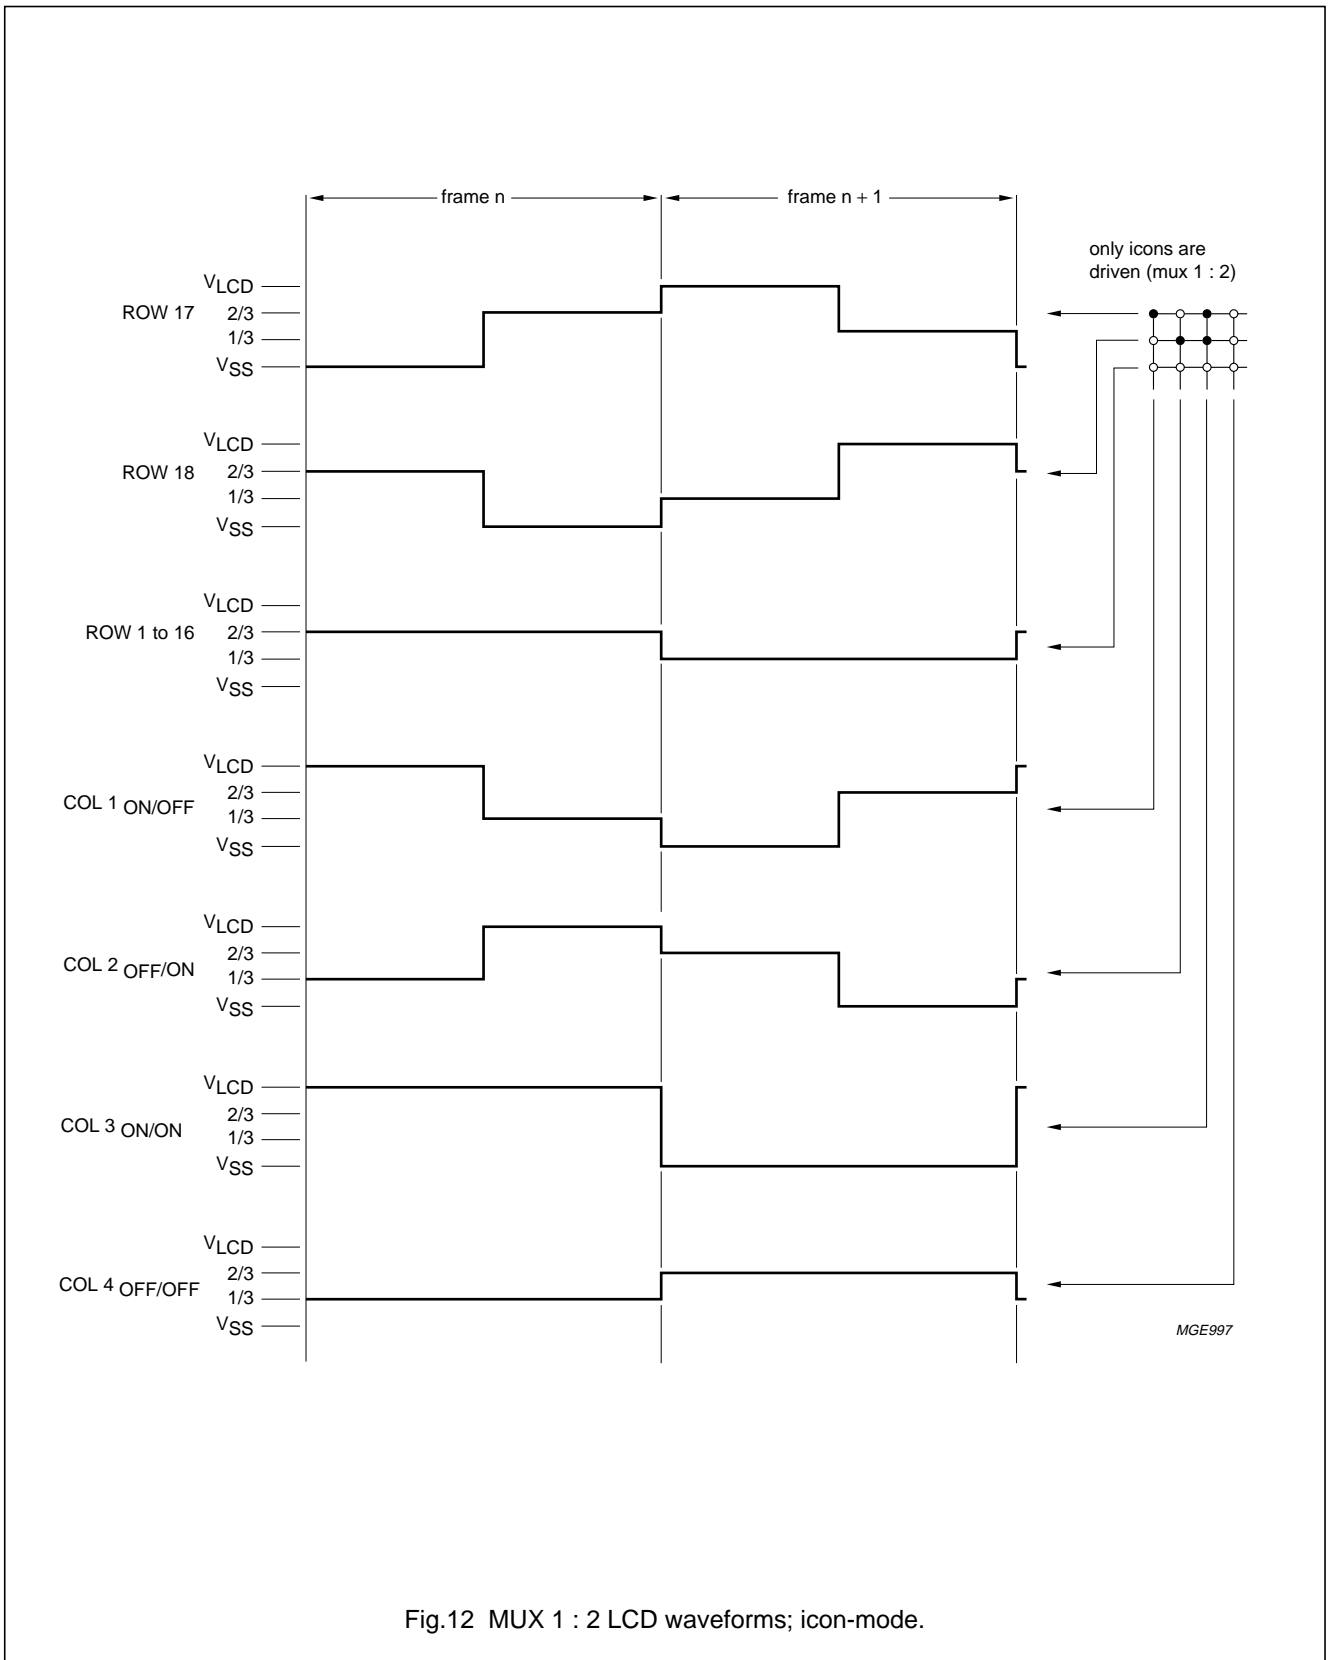 frame n
frame n + 1
only icons are
driven (mux 1 : 2)
ROW 17
VLCD
2/3
1/3
VSS
ROW 18
VLCD
2/3
1/3
VSS
ROW 1 to 16
VLCD
2/3
1/3
VSS
COL 1 ON/OFF
VLCD
2/3
1/3
VSS
COL 2 OFF/ON
VLCD
2/3
1/3
VSS
COL 3 ON/ON
VLCD
2/3
1/3
VSS
COL 4 OFF/OFF
VLCD
2/3
1/3
VSS
MGE997
Fig.12 MUX 1 : 2 LCD waveforms; icon-mode.